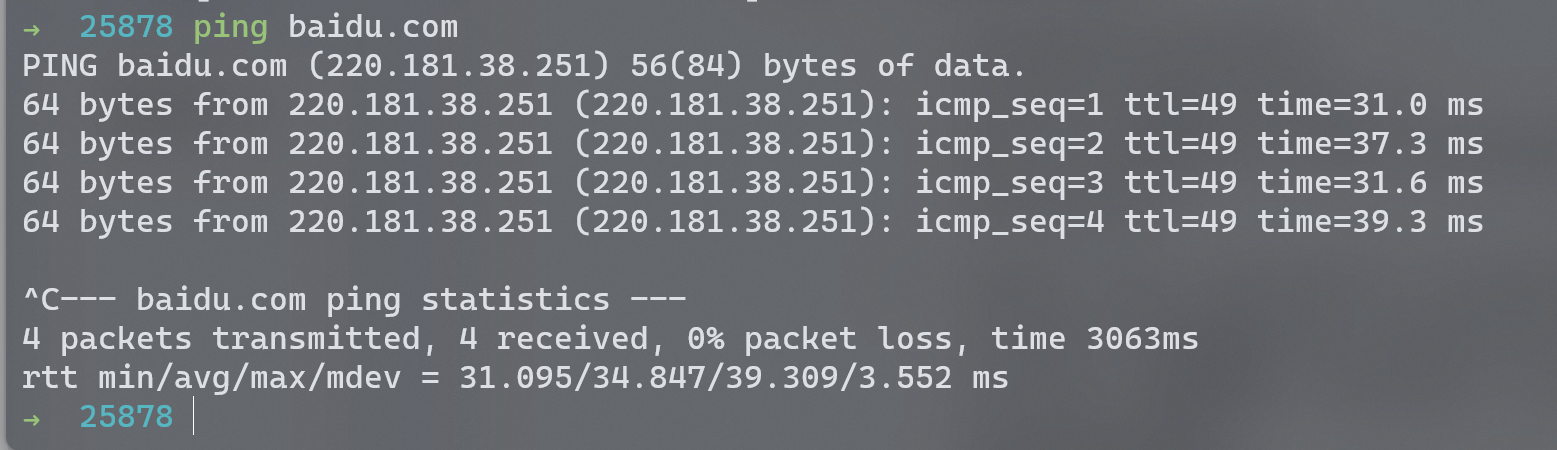 →  25878 ping baidu.com
PING baidu.com (220.181.38.251) 56(84) bytes of data.
64 bytes from 220.181.38.251 (220.181.38.251): icmp_seq=1 ttl=49 time=31.0 ms
64 bytes from 220.181.38.251 (220.181.38.251): icmp_seq=2 ttl=49 time=37.3 ms
64 bytes from 220.181.38.251 (220.181.38.251): icmp_seq=3 ttl=49 time=31.6 ms
64 bytes from 220.181.38.251 (220.181.38.251): icmp_seq=4 ttl=49 time=39.3 ms
^C--- baidu.com ping statistics ---
4 packets transmitted, 4 received, 0% packet loss, time 3063ms
rtt min/avg/max/mdev = 31.095/34.847/39.309/3.552 ms
→  25878